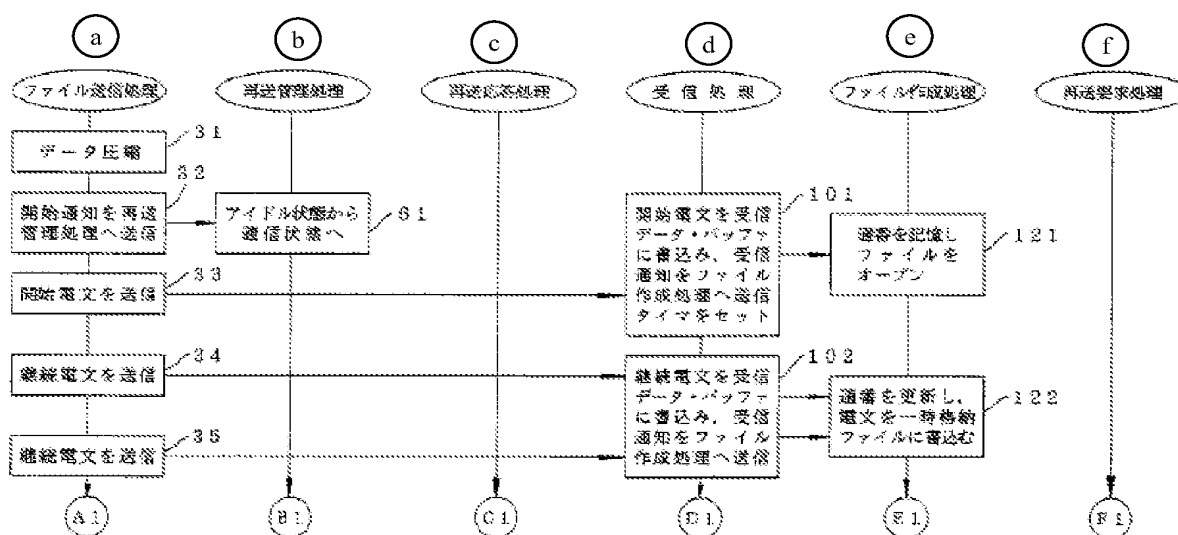 a
b
c
d
e
f
ファイル送信処理
再送管理処理
再送応答処理
受信処理
ファイル作成処理
再送要求処理
31
データ圧縮
32
開始通知を再送
管理処理へ送信
アイドル状態から
通信状態へ
61
101
開始電文を受信
データ・バッファ
に書込み、受信
通知をファイル
作成処理へ送信
タイマをセット
通番を記憶し
ファイルを
オープン
121
33
開始電文を送信
34
継続電文を送信
102
継続電文を受信
データ・バッファ
に書込み、受信
通知をファイル
作成処理へ送信
通番を更新し、
電文を一時格納
ファイルに書込む
122
35
継続電文を送信
A1
B1
C1
D1
E1
F1